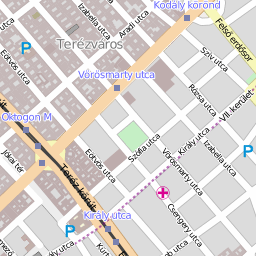 Kodály körönd
Izabella utca
Aradi utca
Felső erdősor
Terézváros
P
Szív utca
Eötvös utca
Vörösmarty utca
Rózsa utca
VII. kerület
Oktogon M
Király utca
Izabella utca
Szófia utca
Vörösmarty utca
Jókai tér
Eötvös utca
Teréz körút
P
Csengery utca
Király utca
P
utca